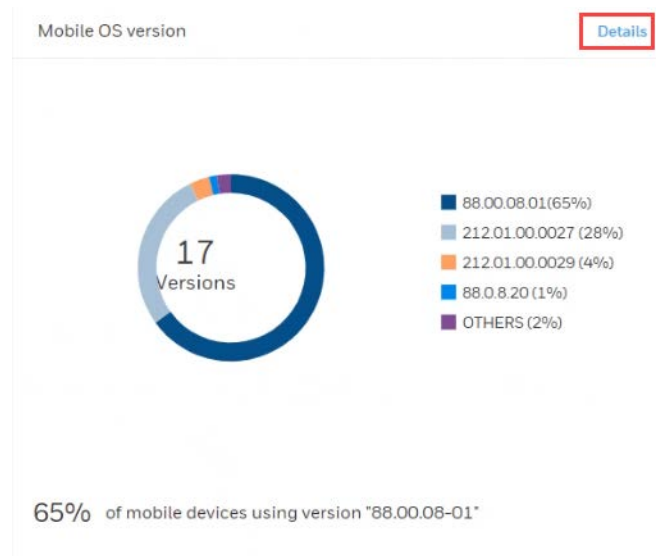 Mobile OS version
Details
17
Versions
88.00.08.01(65%)
212.01.00.0027 (28%)
212.01.00.0029 (4%)
88.0.8.20 (1%)
OTHERS (2%)
65% of mobile devices using version "88.00.08-01"